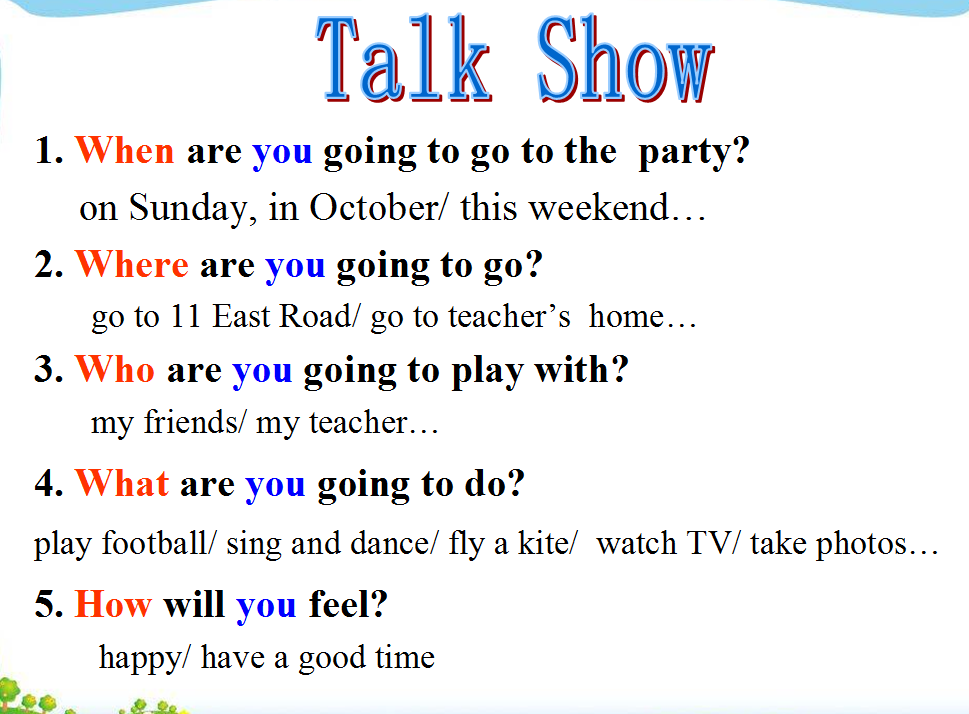 Talk Show
1. When are you going to go to the party?
on Sunday, in October/ this weekend…
2. Where are you going to go?
go to 11 East Road/ go to teacher’s home…
3. Who are you going to play with?
my friends/ my teacher…
4. What are you going to do?
play football/ sing and dance/ fly a kite/ watch TV/ take photos…
5. How will you feel?
happy/ have a good time